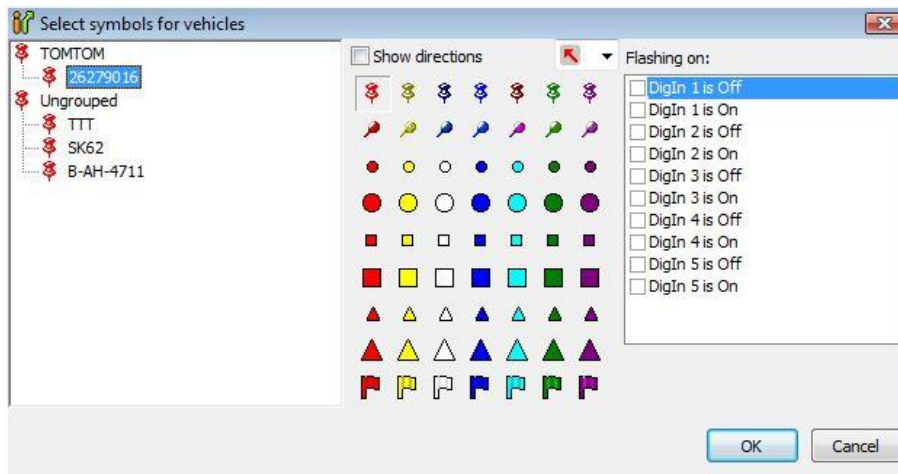 Select symbols for vehicles
TOMTOM
26279016
Ungrouped
TTT
SK62
B-AH-4711
Show directions
Flashing on:
DigIn 1 is Off
DigIn 1 is On
DigIn 2 is Off
DigIn 2 is On
DigIn 3 is Off
DigIn 3 is On
DigIn 4 is Off
DigIn 4 is On
DigIn 5 is Off
DigIn 5 is On
OK
Cancel